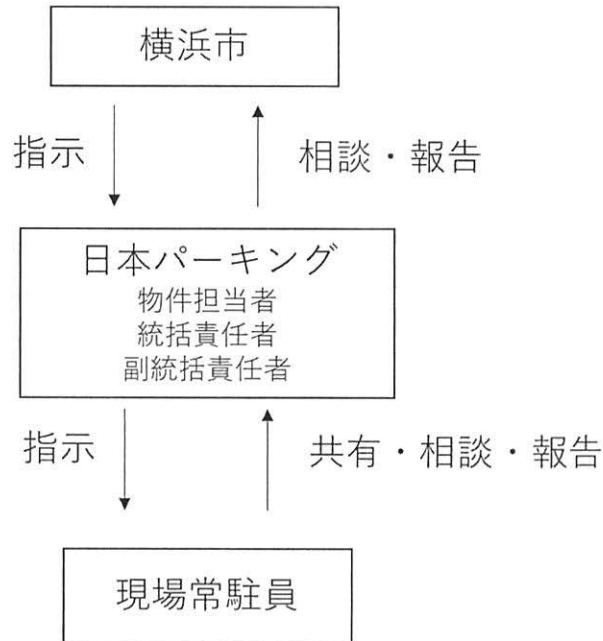 横浜市
指示
相談・報告
日本パーキング
物件担当者
統括責任者
副統括責任者
指示
共有・相談・報告
現場常駐員